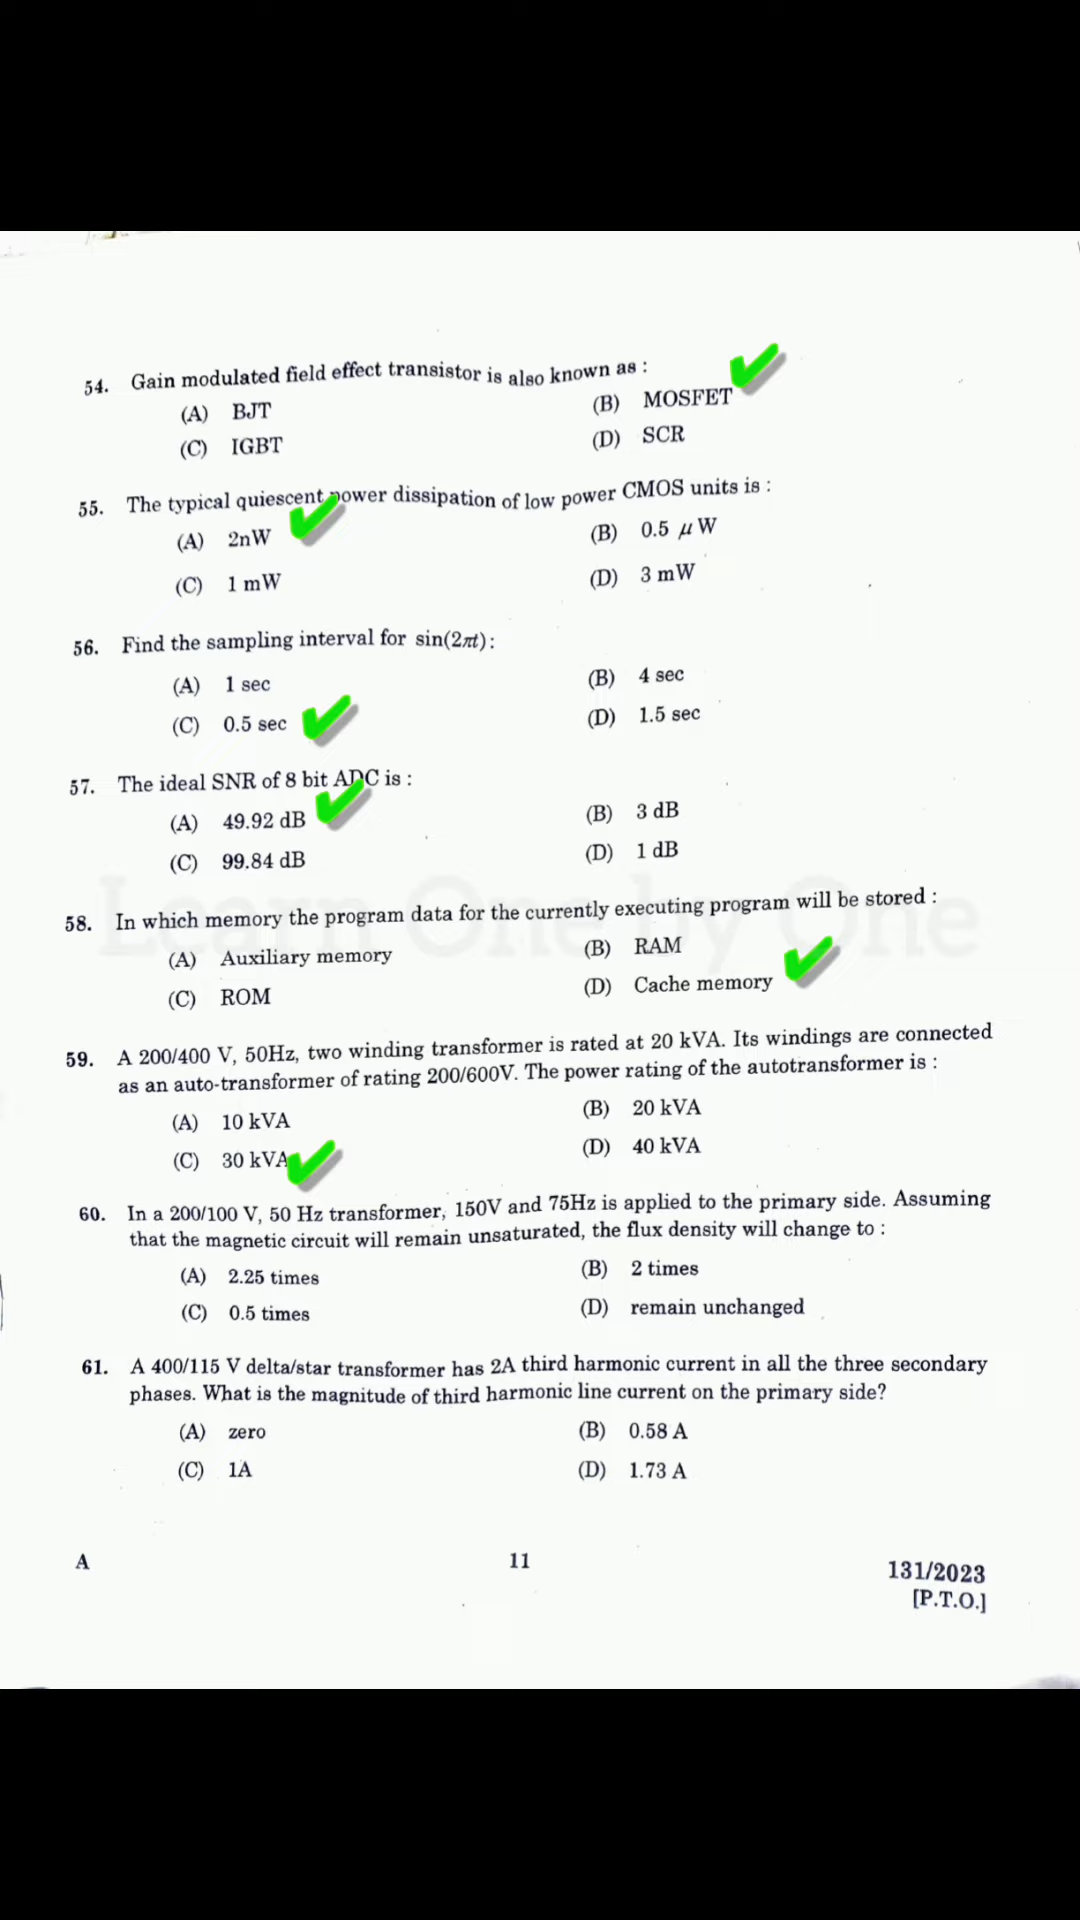 54. Gain modulated field effect transistor is also known as :
(A) BJT (B) MOSFET
(C) IGBT (D) SCR
55. The typical quiescent power dissipation of low power CMOS units is :
(A) 2nW (B) 0.5 μW
(C) 1 mW (D) 3 mW
56. Find the sampling interval for sin(2πt):
(A) 1 sec (B) 4 sec
(C) 0.5 sec (D) 1.5 sec
57. The ideal SNR of 8 bit ADC is :
(A) 49.92 dB (B) 3 dB
(C) 99.84 dB (D) 1 dB
Learn One by One
58. In which memory the program data for the currently executing program will be stored :
(A) Auxiliary memory (B) RAM
(C) ROM (D) Cache memory
59. A 200/400 V, 50Hz, two winding transformer is rated at 20 kVA. Its windings are connected
as an auto-transformer of rating 200/600V. The power rating of the autotransformer is :
(A) 10 kVA (B) 20 kVA
(C) 30 kVA (D) 40 kVA
60. In a 200/100 V, 50 Hz transformer, 150V and 75Hz is applied to the primary side. Assuming
that the magnetic circuit will remain unsaturated, the flux density will change to :
(A) 2.25 times (B) 2 times
(C) 0.5 times (D) remain unchanged
61. A 400/115 V delta/star transformer has 2A third harmonic current in all the three secondary
phases. What is the magnitude of third harmonic line current on the primary side?
(A) zero (B) 0.58 A
(C) 1A (D) 1.73 A
A 11 131/2023
[P.T.O.]